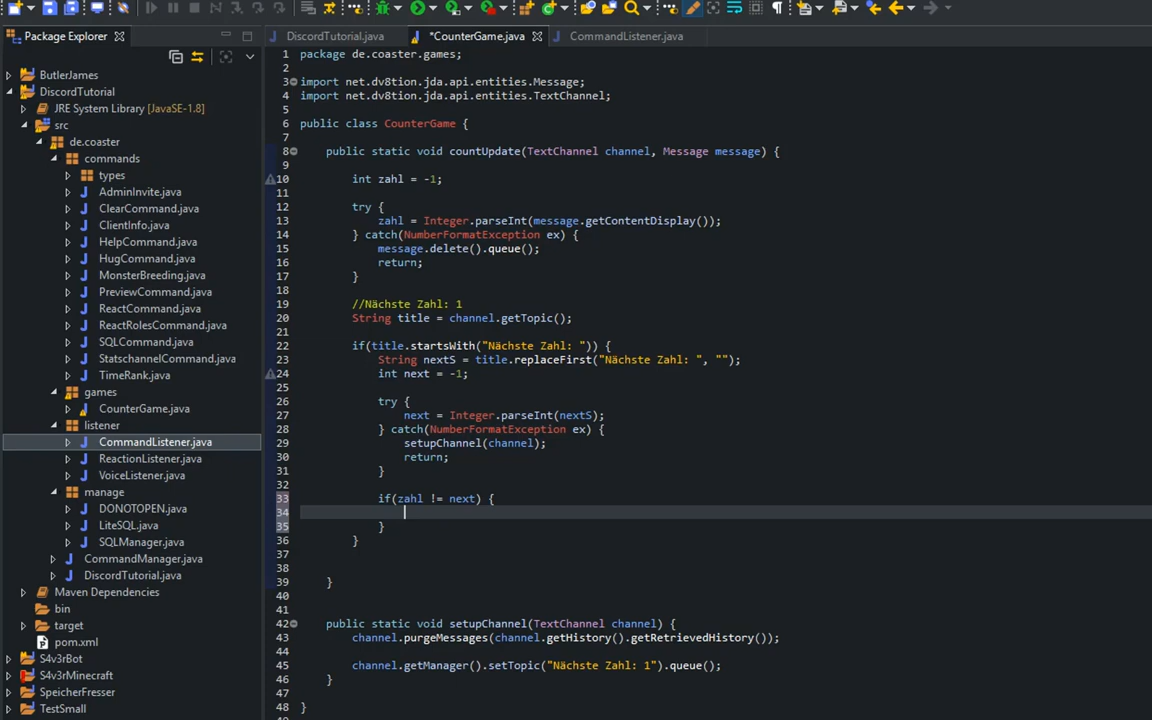 Package Explorer
DiscordTutorial.java
*CounterGame.java
CommandListener.java
ButlerJames
DiscordTutorial
JRE System Library [JavaSE-1.8]
src
de.coaster
commands
types
AdminInvite.java
ClearCommand.java
ClientInfo.java
HelpCommand.java
HugCommand.java
MonsterBreeding.java
PreviewCommand.java
ReactCommand.java
ReactRolesCommand.java
SQLCommand.java
StatschannelCommand.java
TimeRank.java
games
CounterGame.java
listener
CommandListener.java
ReactionListener.java
VoiceListener.java
manage
DONOTOPEN.java
LiteSQL.java
SQLManager.java
CommandManager.java
DiscordTutorial.java
Maven Dependencies
bin
target
pom.xml
S4v3rBot
S4v3rMinecraft
SpeicherFresser
TestSmall
1 package de.coaster.games;
2
3 import net.dv8tion.jda.api.entities.Message;
4 import net.dv8tion.jda.api.entities.TextChannel;
5
6 public class CounterGame {
7
8 public static void countUpdate(TextChannel channel, Message message) {
9
10 int zahl = -1;
11
12 try {
13 zahl = Integer.parseInt(message.getContentDisplay());
14 } catch(NumberFormatException ex) {
15 message.delete().queue();
16 return;
17 }
18
19 //Nächste Zahl: 1
20 String title = channel.getTopic();
21
22 if(title.startsWith("Nächste Zahl: ")) {
23 String nextS = title.replaceFirst("Nächste Zahl: ", "");
24 int next = -1;
25
26 try {
27 next = Integer.parseInt(nextS);
28 } catch(NumberFormatException ex) {
29 setupChannel(channel);
30 return;
31 }
32
33 if(zahl != next) {
34
35 }
36 }
37
38
39 }
40
41
42 public static void setupChannel(TextChannel channel) {
43 channel.purgeMessages(channel.getHistory().getRetrievedHistory());
44
45 channel.getManager().setTopic("Nächste Zahl: 1").queue();
46 }
47
48 }